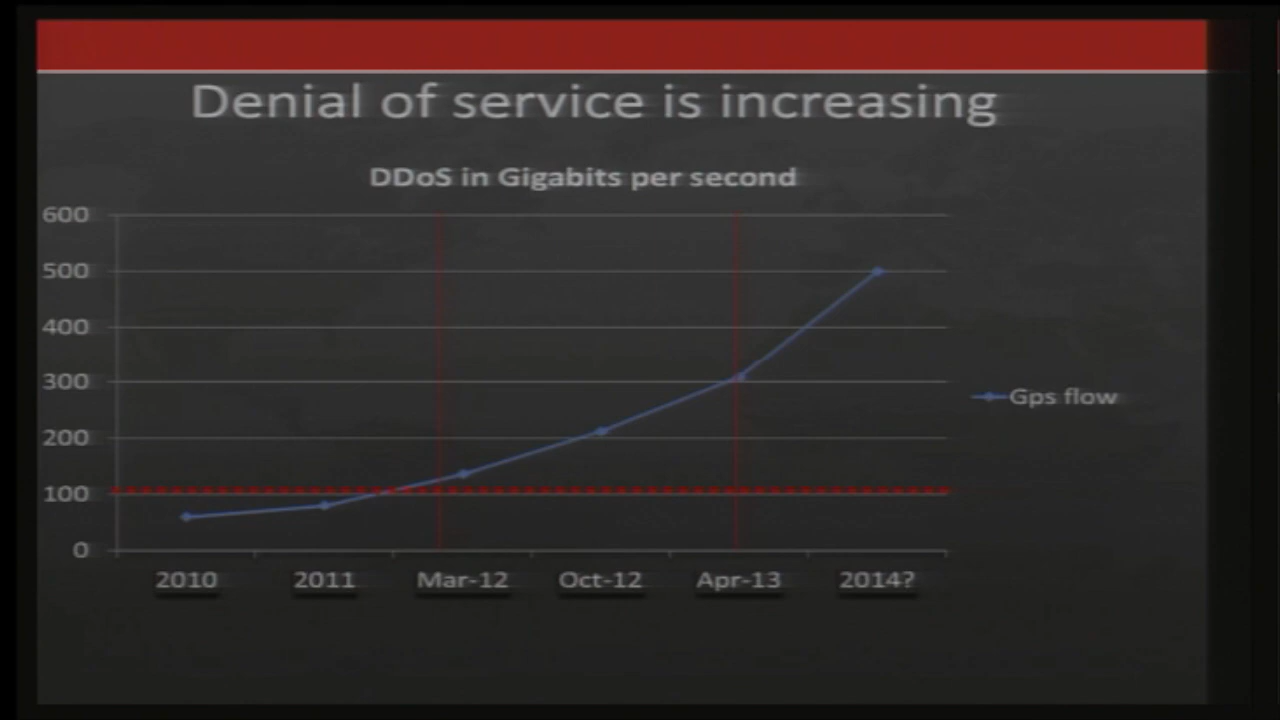 Denial of service is increasing
DDoS in Gigabits per second
600
500
400
300
200
100
0
Gps flow
2010 2011 Mar-12 Oct-12 Apr-13 2014?